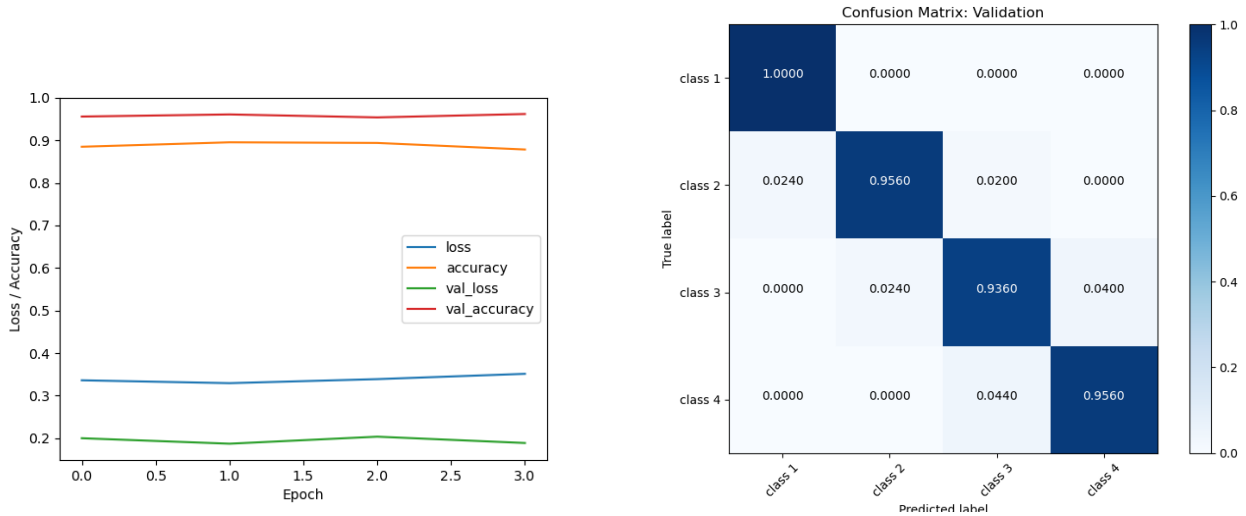 1.0
0.9
0.8
0.7
0.6
0.5
0.4
0.3
0.2
Loss / Accuracy
loss
accuracy
val_loss
val_accuracy
0.0 0.5 1.0 1.5 2.0 2.5 3.0
Epoch
Confusion Matrix: Validation
True label
class 1 1.0000 0.0000 0.0000 0.0000
class 2 0.0240 0.9560 0.0200 0.0000
class 3 0.0000 0.0240 0.9360 0.0400
class 4 0.0000 0.0000 0.0440 0.9560
class 1 class 2 class 3 class 4
Predicted label
1.0
0.8
0.6
0.4
0.2
0.0